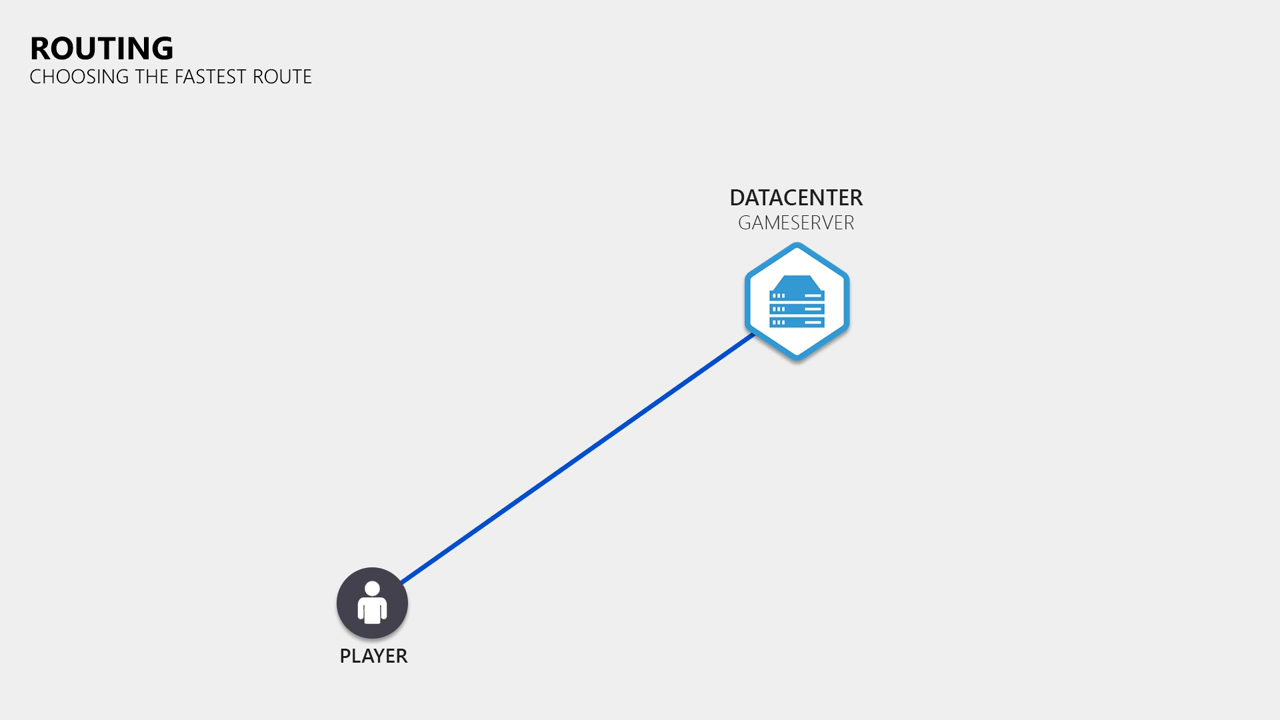 ROUTING
CHOOSING THE FASTEST ROUTE
DATACENTER
GAMESERVER
PLAYER